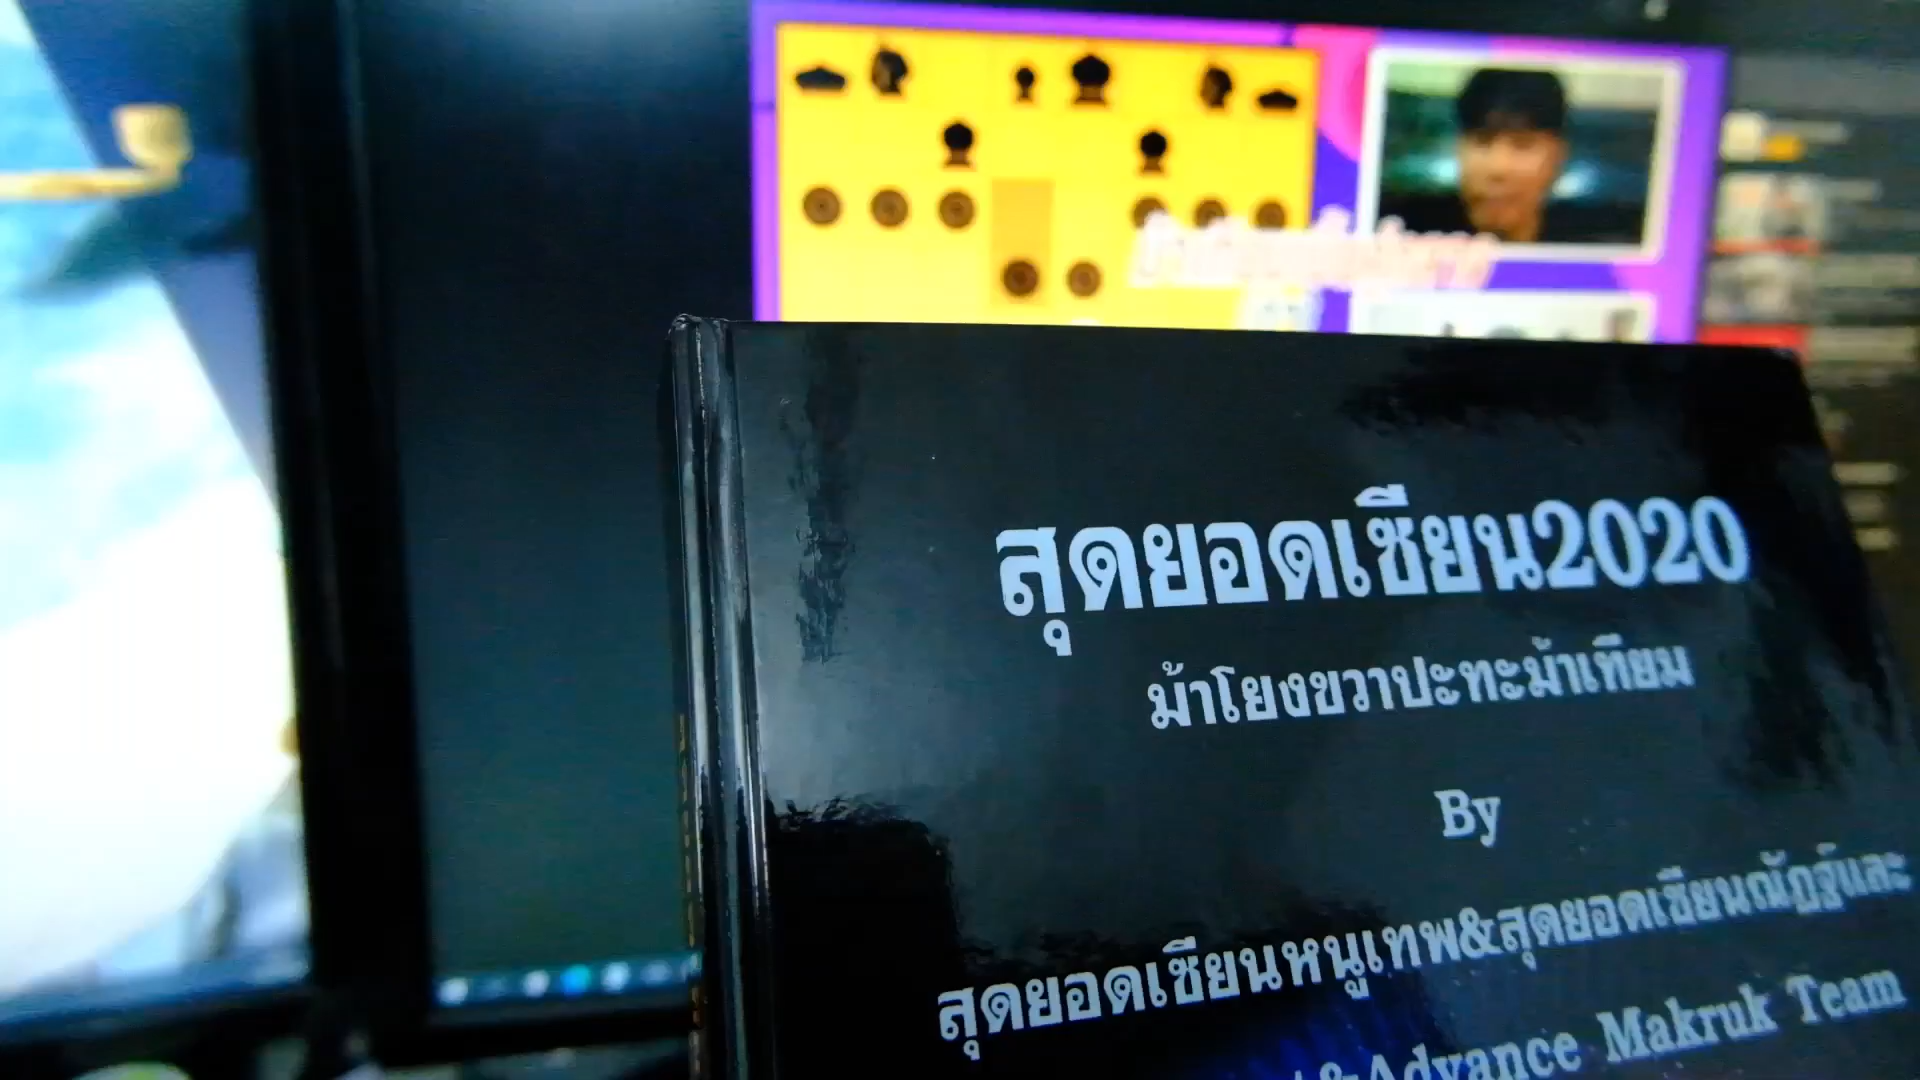 สุดยอดเซียน2020
ม้าโยงขวาปะทะม้าเทียม
By
สุดยอดเซียนหนูเทพ&สุดยอดเซียนณัฏฐ์และ
&Advance Makruk Team